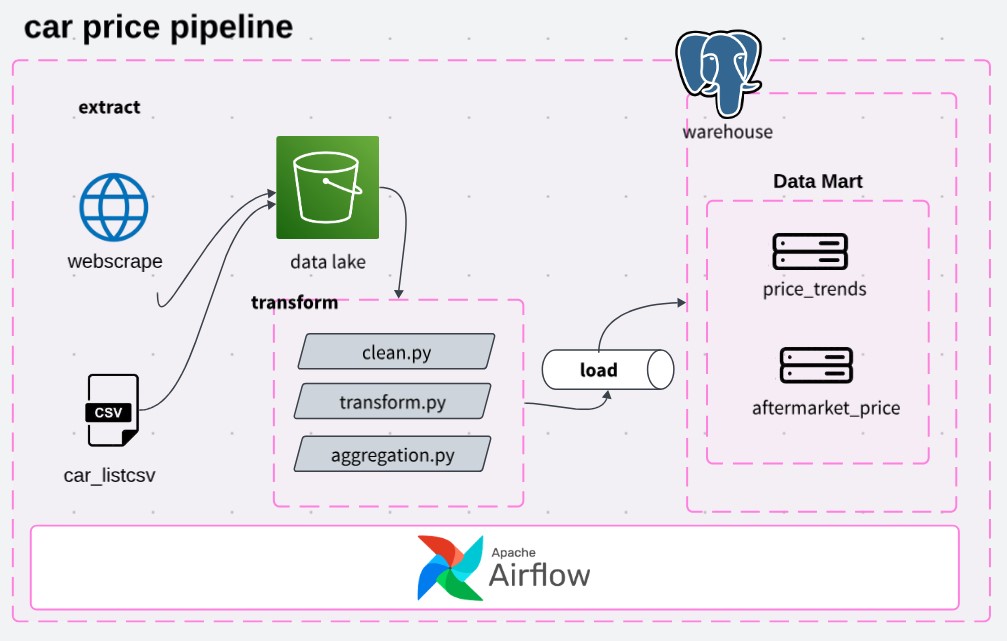 car price pipeline
extract
warehouse
Data Mart
webscrape
data lake
price_trends
transform
clean.py
load
transform.py
aftermarket_price
CSV
aggregation.py
car_listcsv
Apache
Airflow